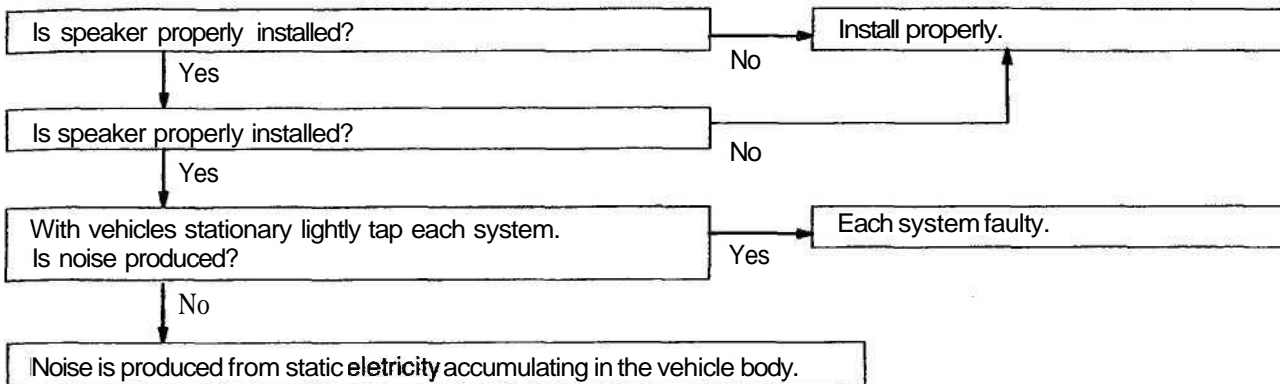 Is speaker properly installed?
Install properly.
No
Yes
Is speaker properly installed?
No
Yes
With vehicles stationary lightly tap each system.
Is noise produced?
Each system faulty.
Yes
No
Noise is produced from static eletricity accumulating in the vehicle body.